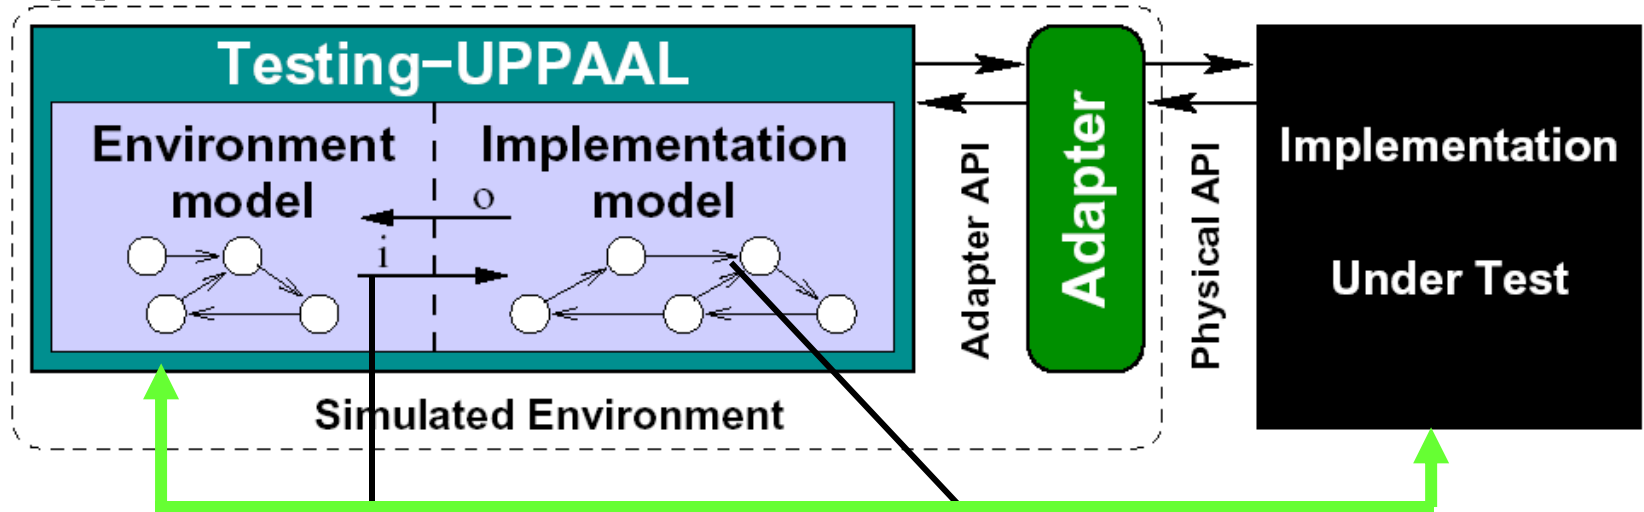 Testing–UPPAAL
Environment
model
Implementation
model
o
i
Simulated Environment
Adapter API
Adapter
Physical API
Implementation
Under Test